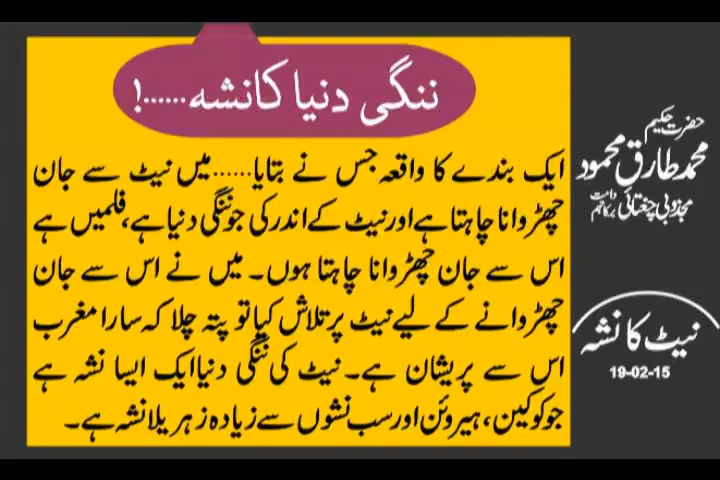 ننگی دنیا کا نشہ......!
ایک بندے کا واقعہ جس نے بتایا......میں نیٹ سے جان
چھڑوانا چاہتا ہے اور نیٹ کے اندر کی جو ننگی دنیا ہے، فلمیں ہے
اس سے جان چھڑوانا چاہتا ہوں۔ میں نے اس سے جان
چھڑوانے کے لیے نیٹ پر تلاش کیا تو پتہ چلا کہ سارا مغرب
اس سے پریشان ہے۔ نیٹ کی ننگی دنیا ایک ایسا نشہ ہے
جو کوکین، ہیروئن اور سب نشوں سے زیادہ زہریلا نشہ ہے۔
حضرت حکیم
محمد طارق محمود
مجذوبی چغتائی دامت برکاتہم
نیٹ کا نشہ
19-02-15